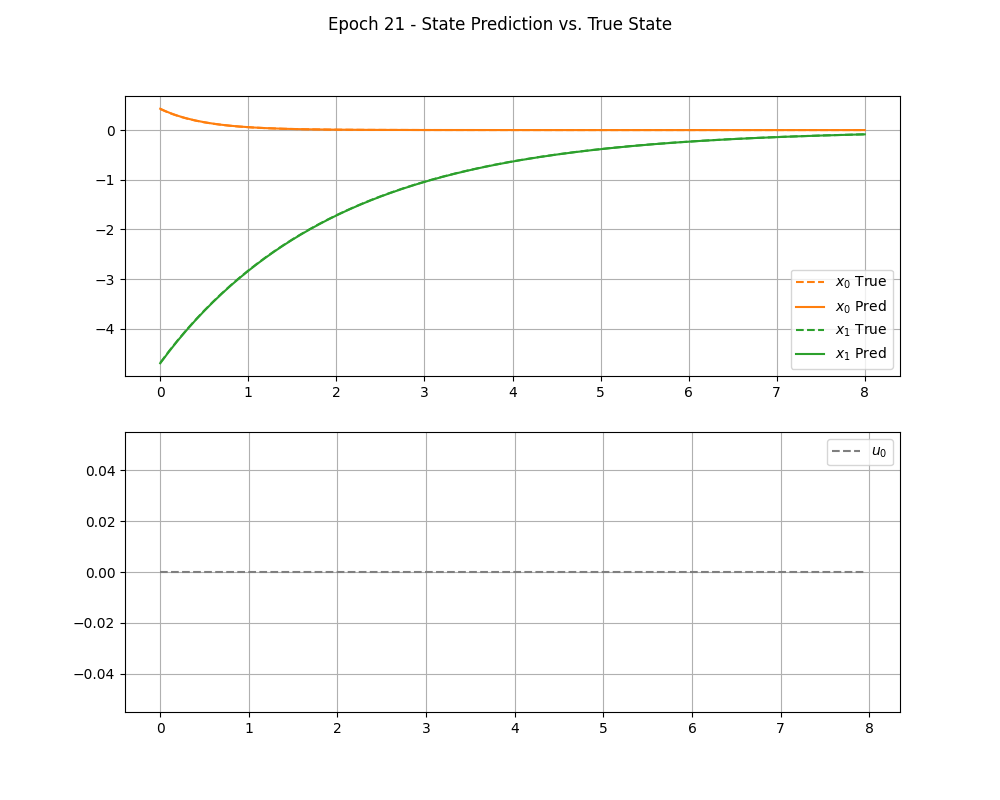 Epoch 21 - State Prediction vs. True State
0
−1
−2
−3
−4
x₀ True
x₀ Pred
x₁ True
x₁ Pred
0 1 2 3 4 5 6 7 8
0.04
0.02
0.00
−0.02
−0.04
u₀
0 1 2 3 4 5 6 7 8